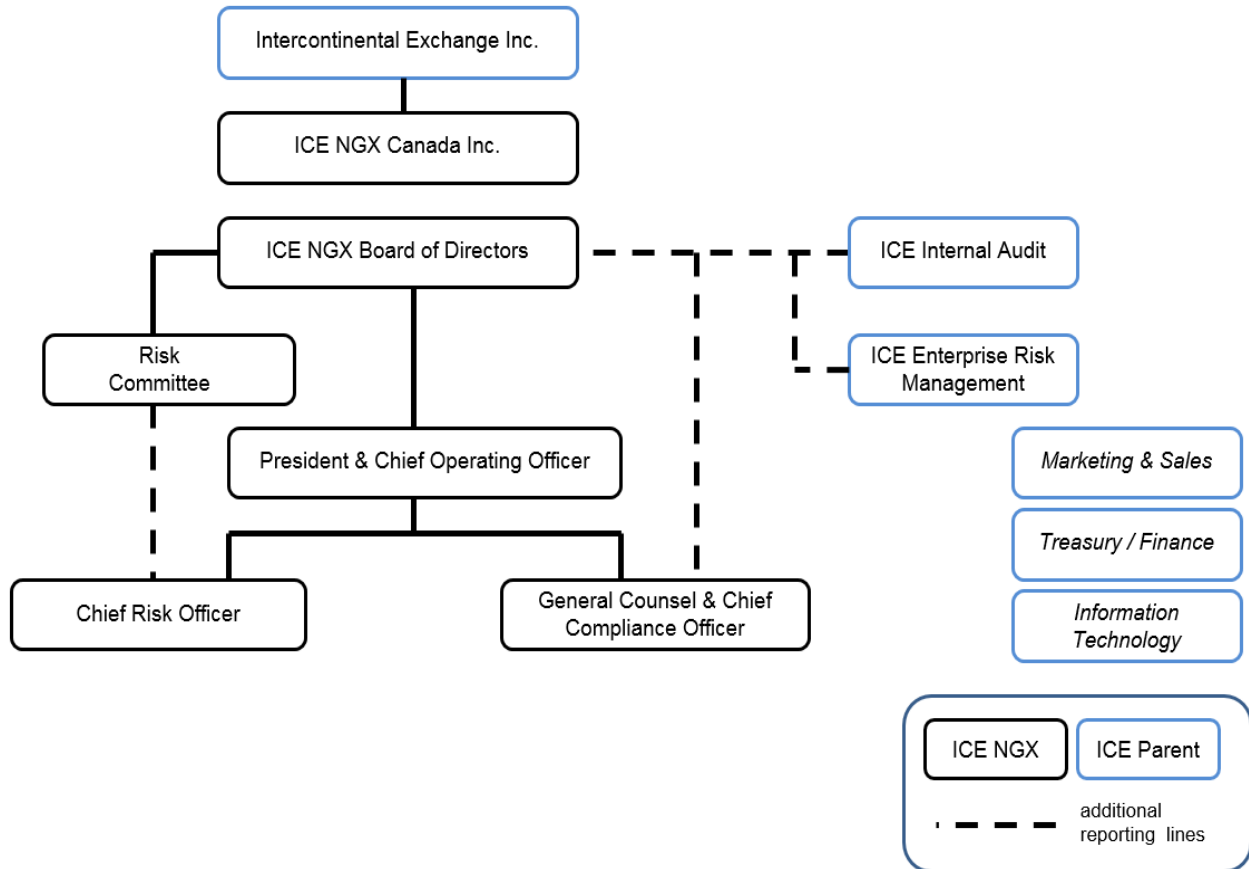 Intercontinental Exchange Inc.
ICE NGX Canada Inc.
ICE NGX Board of Directors
ICE Internal Audit
Risk
Committee
ICE Enterprise Risk
Management
President & Chief Operating Officer
Marketing & Sales
Treasury / Finance
Chief Risk Officer
General Counsel & Chief
Compliance Officer
Information
Technology
ICE NGX
ICE Parent
additional
reporting lines